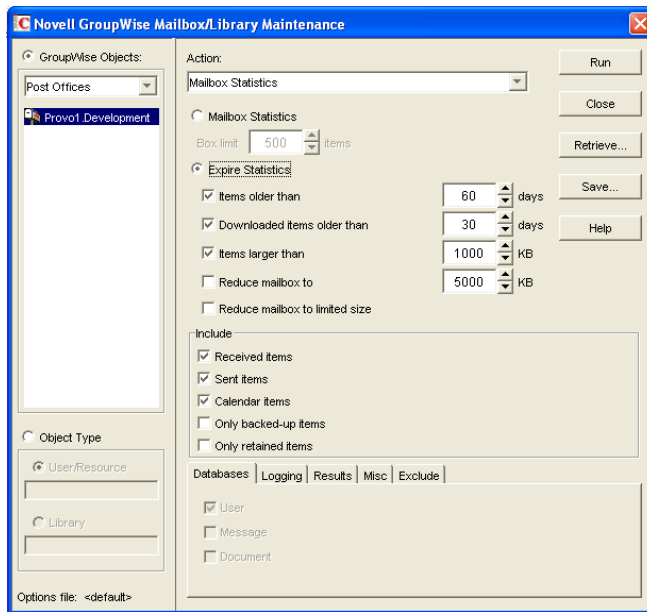 Novell GroupWise Mailbox/Library Maintenance
GroupWise Objects:
Post Offices
Provo1.Development
Object Type
User/Resource
Library
Options file: <default>
Action:
Mailbox Statistics
Mailbox Statistics
Box limit 500 items
Expire Statistics
Items older than 60 days
Downloaded items older than 30 days
Items larger than 1000 KB
Reduce mailbox to 5000 KB
Reduce mailbox to limited size
Include
Received items
Sent items
Calendar items
Only backed-up items
Only retained items
Databases Logging Results Misc Exclude
User
Message
Document
Run
Close
Retrieve...
Save...
Help